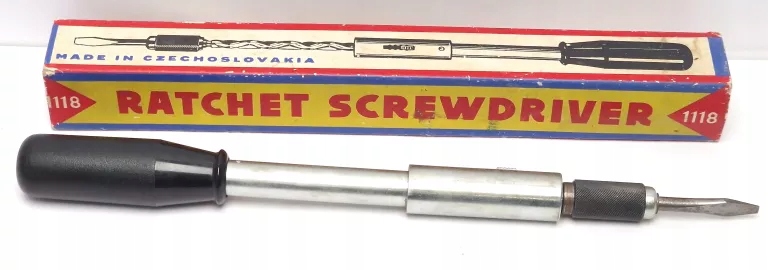 MADE IN CZECHOSLOVAKIA
1118 RATCHET SCREWDRIVER 1118